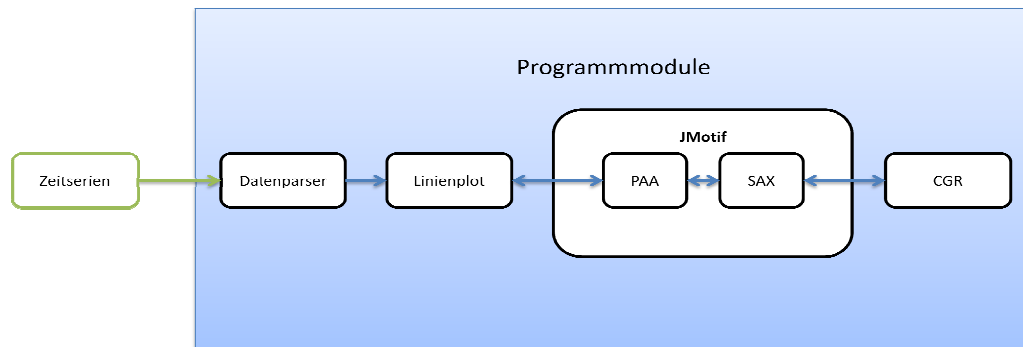 Programmmodule
JMotif
Zeitserien
Datenparser
Linienplot
PAA
SAX
CGR